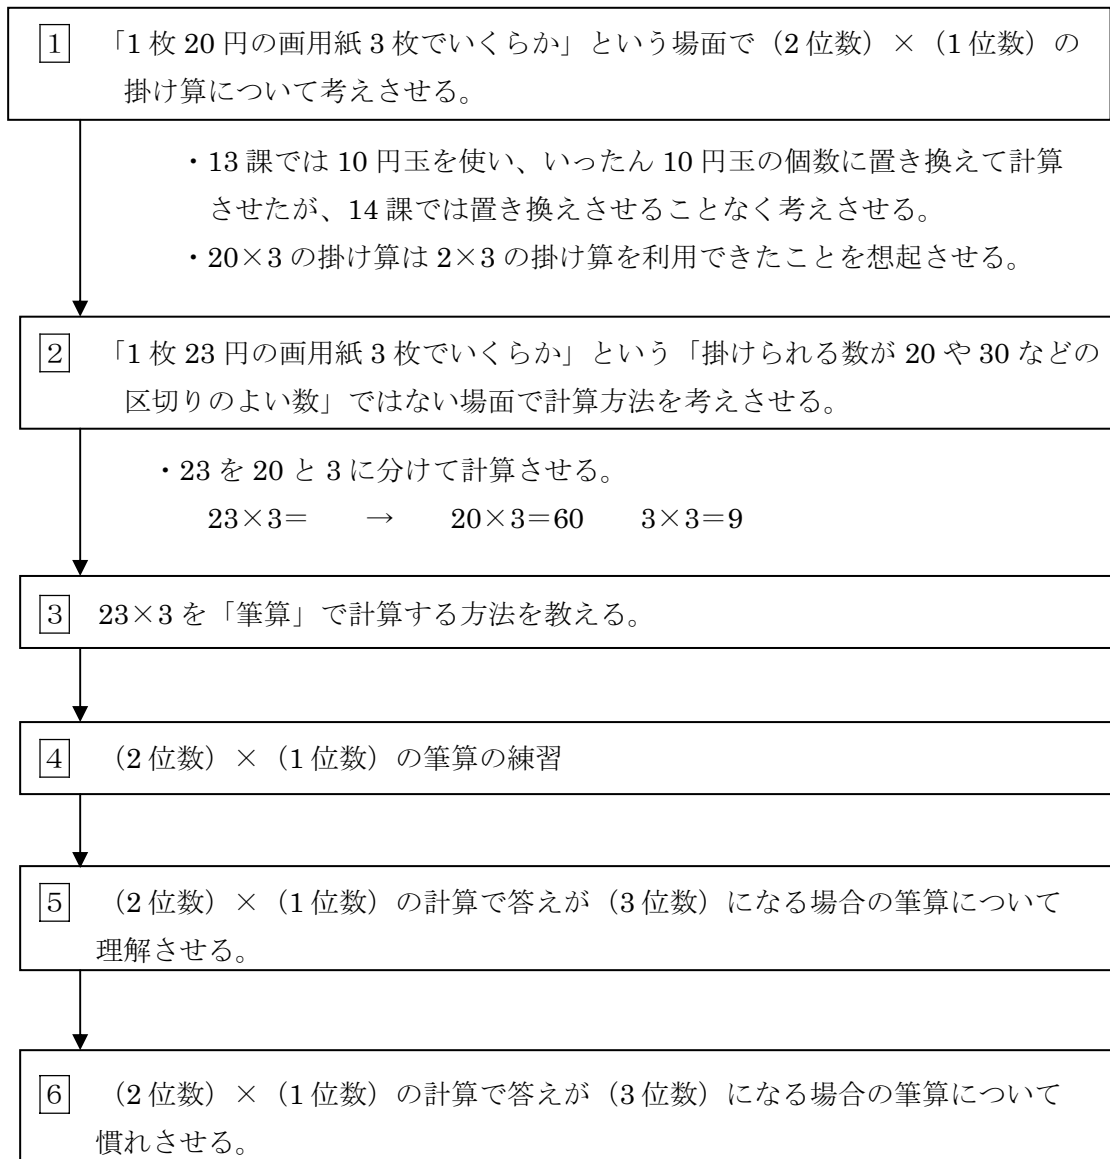 1 「1 枚 20 円の画用紙 3 枚でいくらか」という場面で（2 位数）×（1 位数）の
掛け算について考えさせる。
・13 課では 10 円玉を使い、いったん 10 円玉の個数に置き換えて計算
させたが、14 課では置き換えさせることなく考えさせる。
・20×3 の掛け算は 2×3 の掛け算を利用できたことを想起させる。
2 「1 枚 23 円の画用紙 3 枚でいくらか」という「掛けられる数が 20 や 30 などの
区切りのよい数」ではない場面で計算方法を考えさせる。
・23 を 20 と 3 に分けて計算させる。
23×3＝ → 20×3＝60 3×3＝9
3 23×3 を「筆算」で計算する方法を教える。
4 （2 位数）×（1 位数）の筆算の練習
5 （2 位数）×（1 位数）の計算で答えが（3 位数）になる場合の筆算について
理解させる。
6 （2 位数）×（1 位数）の計算で答えが（3 位数）になる場合の筆算について
慣れさせる。